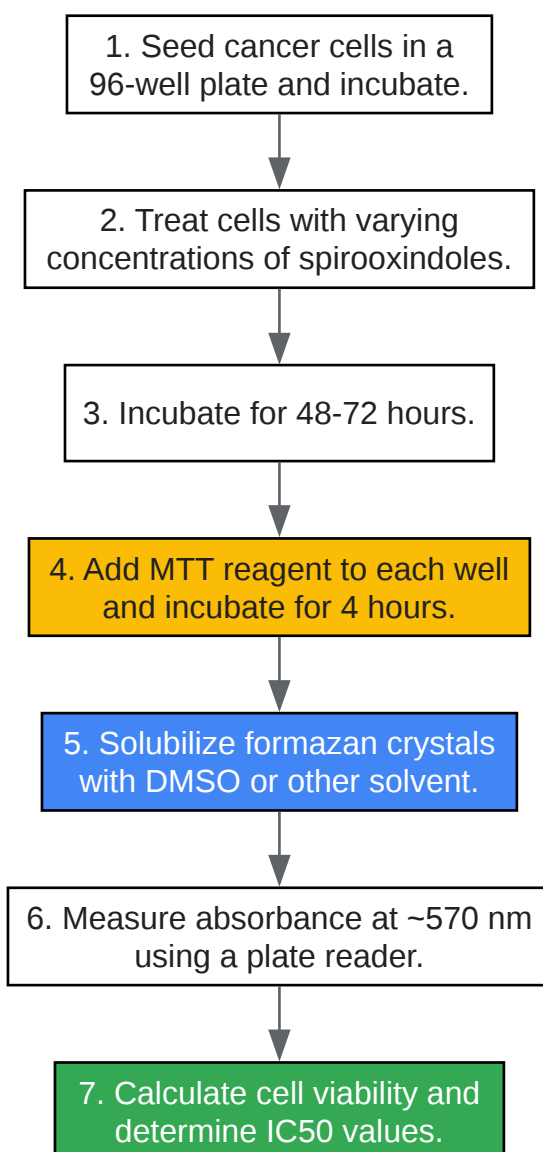 1. Seed cancer cells in a
96-well plate and incubate.
2. Treat cells with varying
concentrations of spirooxindoles.
3. Incubate for 48-72 hours.
4. Add MTT reagent to each well
and incubate for 4 hours.
5. Solubilize formazan crystals
with DMSO or other solvent.
6. Measure absorbance at ~570 nm
using a plate reader.
7. Calculate cell viability and
determine IC50 values.